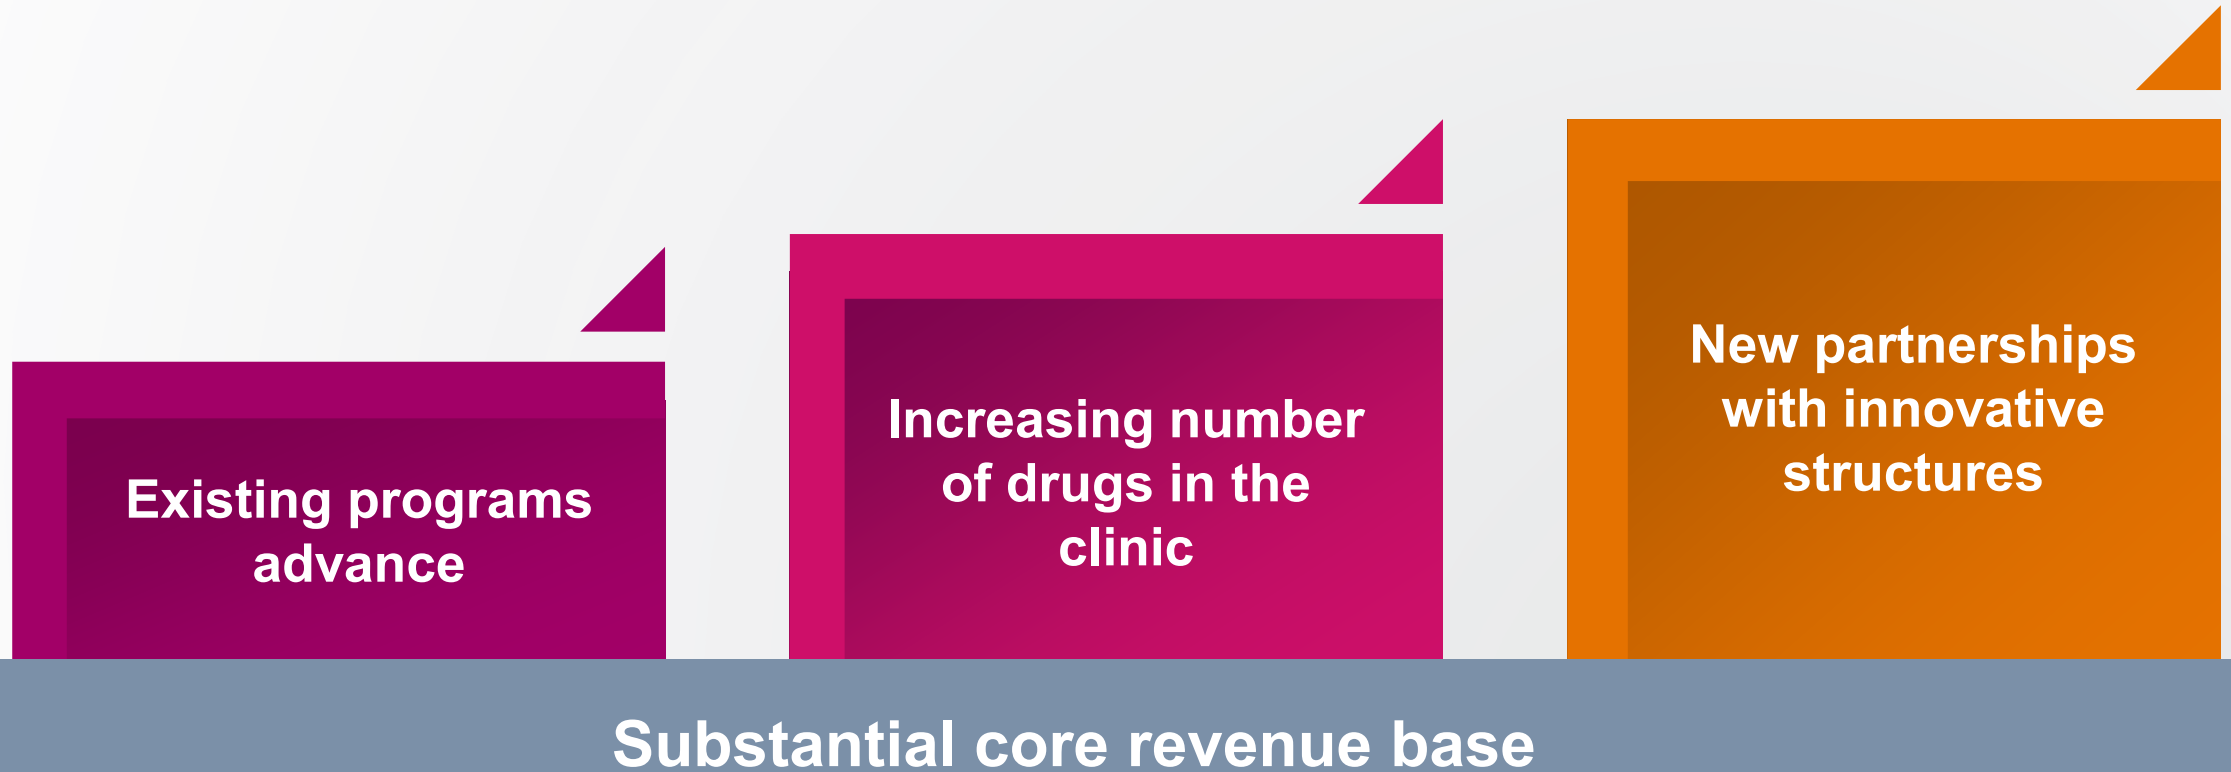 Existing programs
advance
Increasing number
of drugs in the
clinic
New partnerships
with innovative
structures
Substantial core revenue base